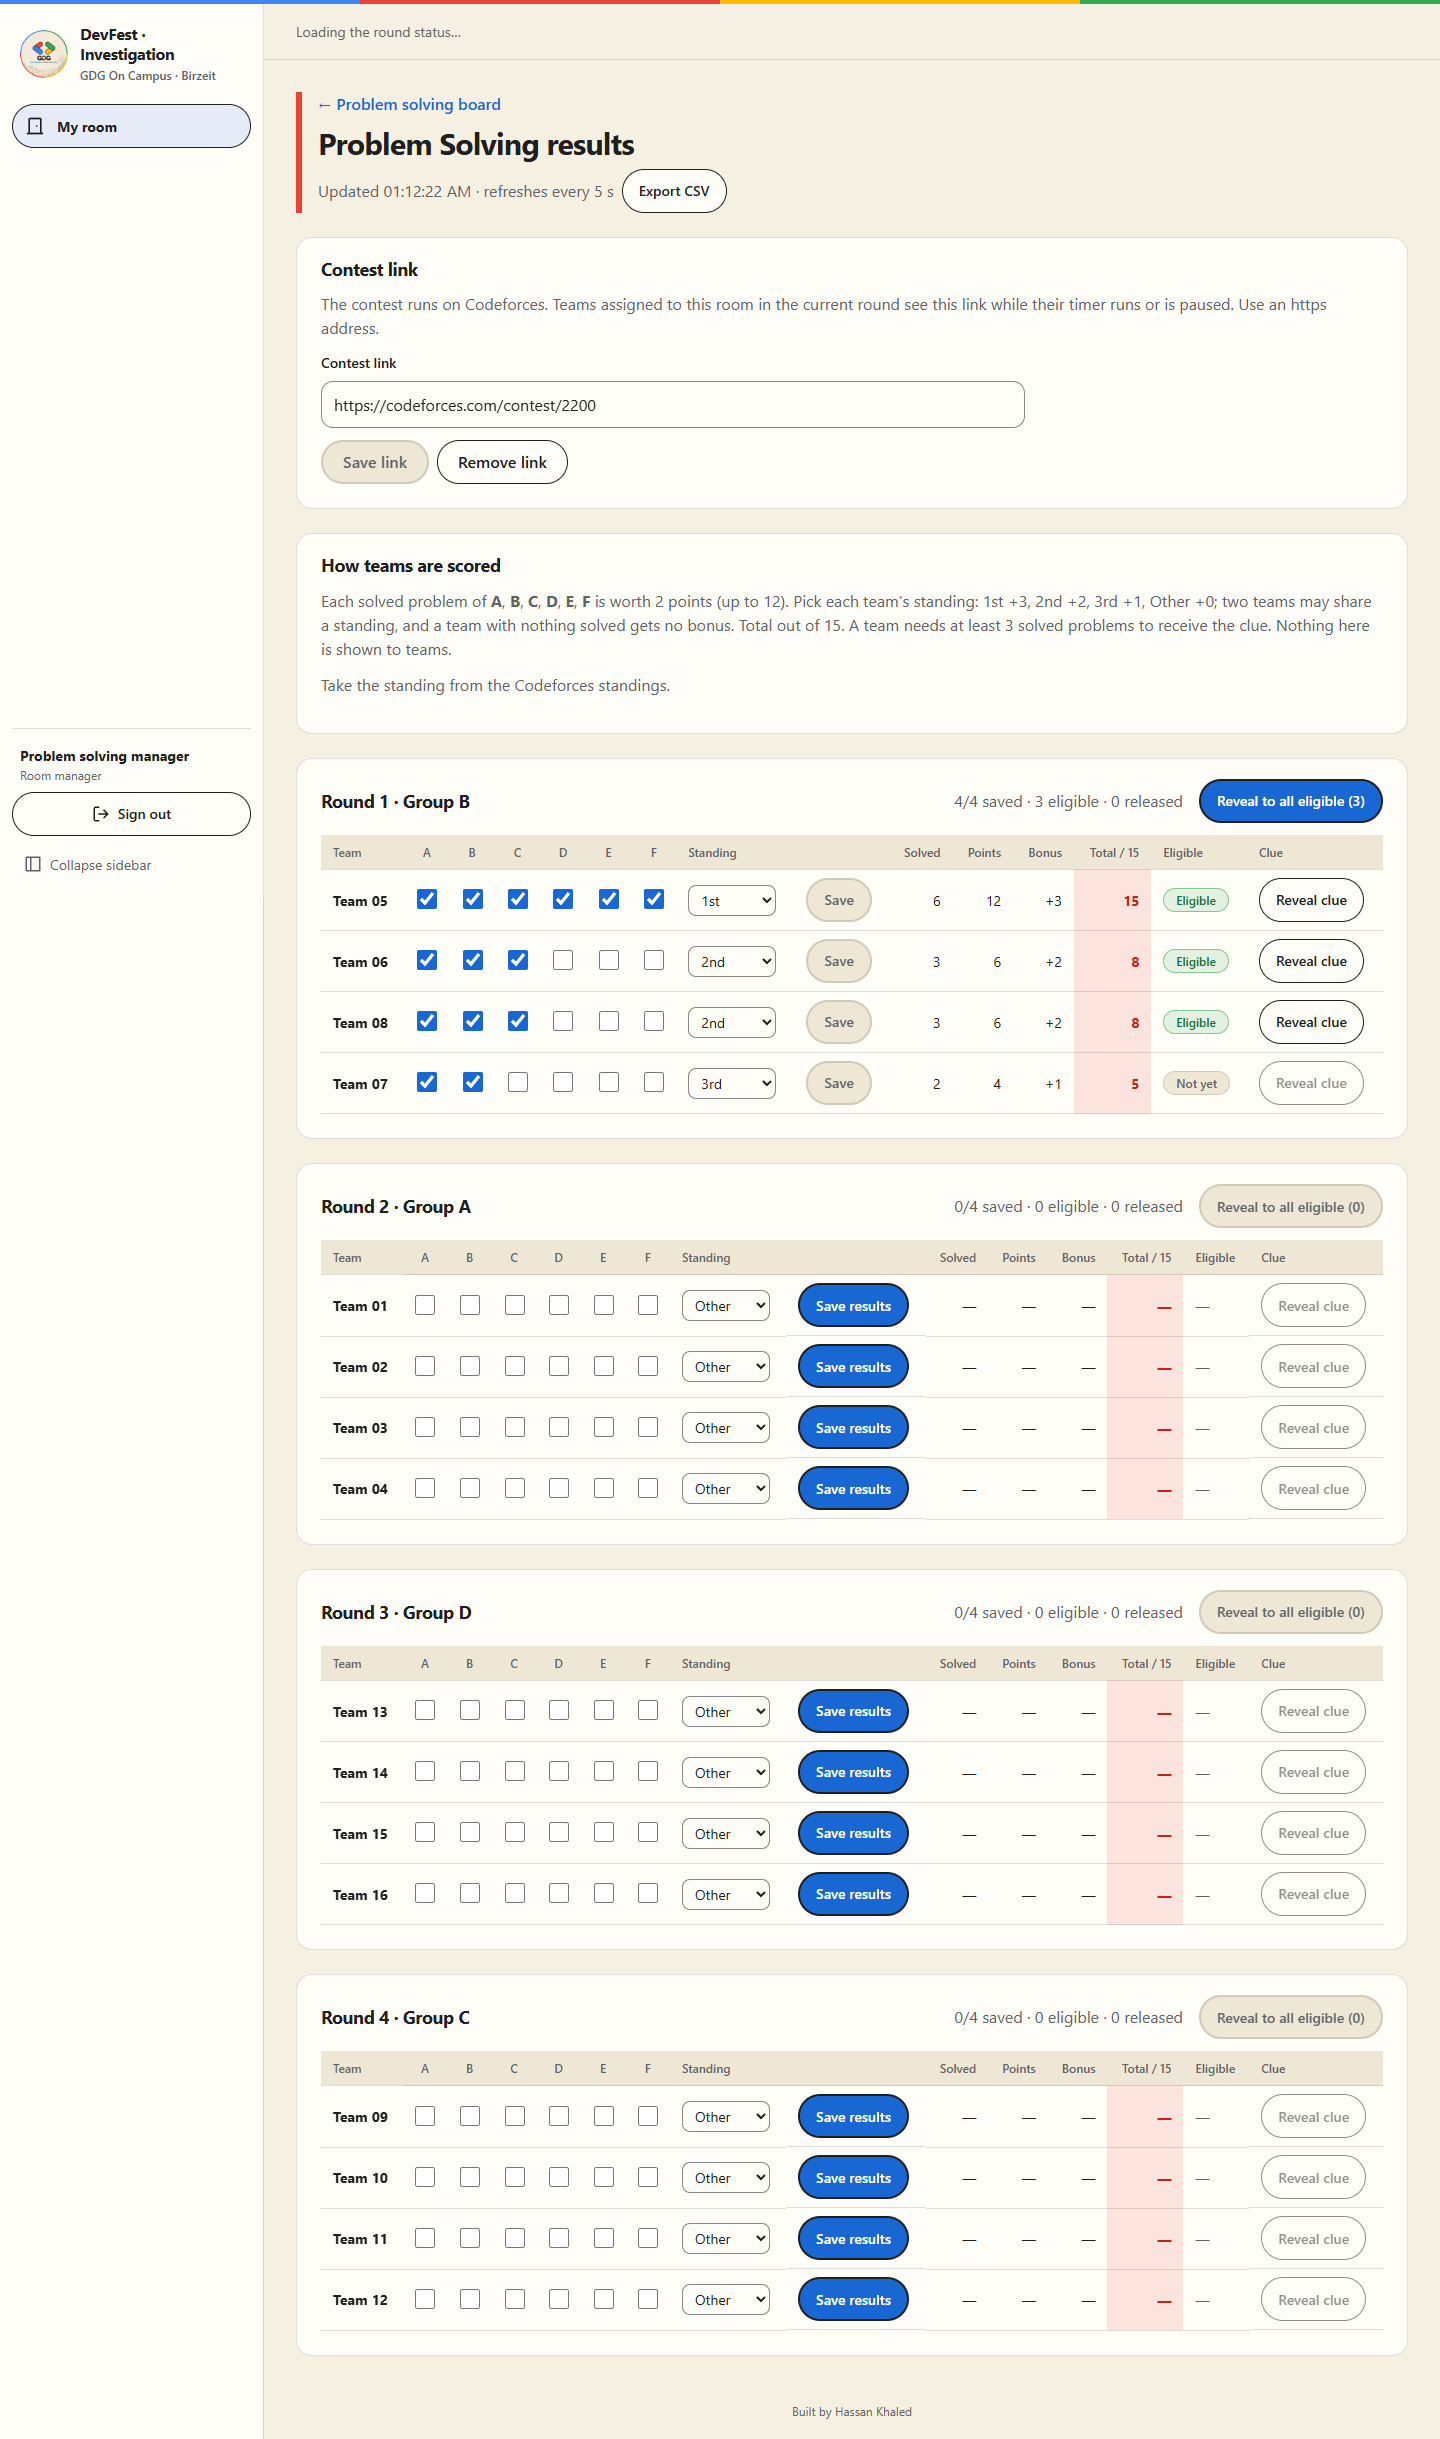 DevFest ·
Investigation
GDG On Campus · Birzeit
My room
Problem solving manager
Room manager
Sign out
Collapse sidebar
Loading the round status...
← Problem solving board
Problem Solving results
Updated 01:12:22 AM · refreshes every 5 s Export CSV
Contest link
The contest runs on Codeforces. Teams assigned to this room in the current round see this link while their timer runs or is paused. Use an https
address.
Contest link
https://codeforces.com/contest/2200
Save link Remove link
How teams are scored
Each solved problem of A, B, C, D, E, F is worth 2 points (up to 12). Pick each team's standing: 1st +3, 2nd +2, 3rd +1, Other +0; two teams may share
a standing, and a team with nothing solved gets no bonus. Total out of 15. A team needs at least 3 solved problems to receive the clue. Nothing here
is shown to teams.
Take the standing from the Codeforces standings.
Round 1 · Group B 4/4 saved · 3 eligible · 0 released Reveal to all eligible (3)
Team A B C D E F Standing Solved Points Bonus Total / 15 Eligible Clue
Team 05 1st Save 6 12 +3 15 Eligible Reveal clue
Team 06 2nd Save 3 6 +2 8 Eligible Reveal clue
Team 08 2nd Save 3 6 +2 8 Eligible Reveal clue
Team 07 3rd Save 2 4 +1 5 Not yet Reveal clue
Round 2 · Group A 0/4 saved · 0 eligible · 0 released Reveal to all eligible (0)
Team A B C D E F Standing Solved Points Bonus Total / 15 Eligible Clue
Team 01 Other Save results — — — — — Reveal clue
Team 02 Other Save results — — — — — Reveal clue
Team 03 Other Save results — — — — — Reveal clue
Team 04 Other Save results — — — — — Reveal clue
Round 3 · Group D 0/4 saved · 0 eligible · 0 released Reveal to all eligible (0)
Team A B C D E F Standing Solved Points Bonus Total / 15 Eligible Clue
Team 13 Other Save results — — — — — Reveal clue
Team 14 Other Save results — — — — — Reveal clue
Team 15 Other Save results — — — — — Reveal clue
Team 16 Other Save results — — — — — Reveal clue
Round 4 · Group C 0/4 saved · 0 eligible · 0 released Reveal to all eligible (0)
Team A B C D E F Standing Solved Points Bonus Total / 15 Eligible Clue
Team 09 Other Save results — — — — — Reveal clue
Team 10 Other Save results — — — — — Reveal clue
Team 11 Other Save results — — — — — Reveal clue
Team 12 Other Save results — — — — — Reveal clue
Built by Hassan Khaled